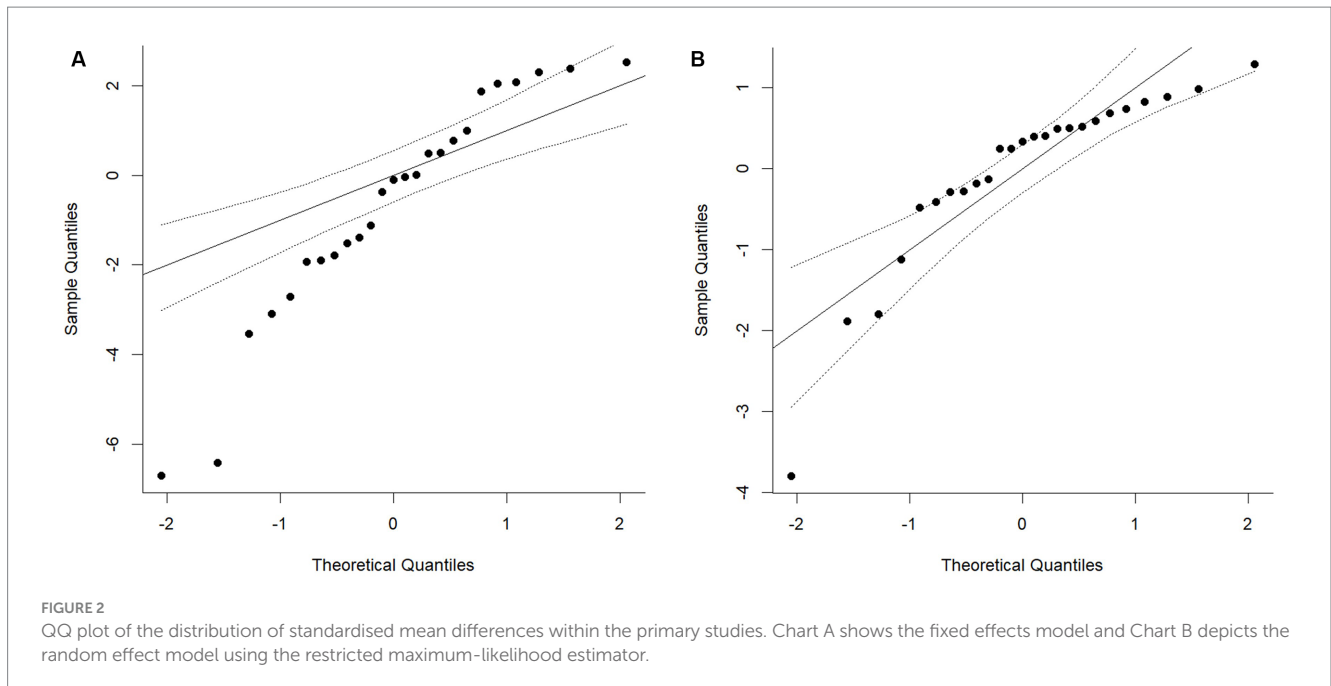 A
2
0
-2
-4
-6
Sample Quantiles
-2 -1 0 1 2
Theoretical Quantiles
B
1
0
-1
-2
-3
-4
Sample Quantiles
-2 -1 0 1 2
Theoretical Quantiles
FIGURE 2
QQ plot of the distribution of standardised mean differences within the primary studies. Chart A shows the fixed effects model and Chart B depicts the
random effect model using the restricted maximum-likelihood estimator.